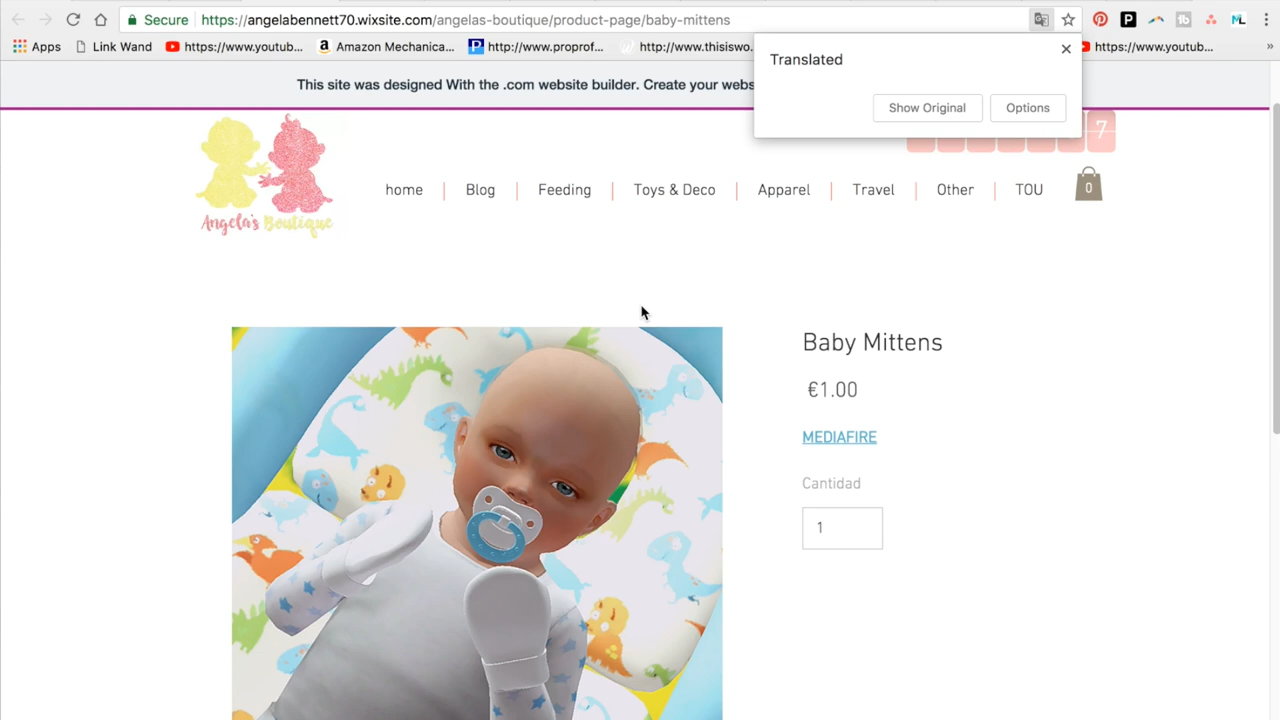 Secure https://angelabennett70.wixsite.com/angelas-boutique/product-page/baby-mittens
Apps Link Wand https://www.youtub... Amazon Mechanica... http://www.proprof... http://www.thisiswo... https://www.youtub... »
Translated
Show Original Options
This site was designed With the .com website builder. Create your webs
7
home Blog Feeding Toys & Deco Apparel Travel Other TOU 0
Angela's Boutique
Baby Mittens
€1.00
MEDIAFIRE
Cantidad
1